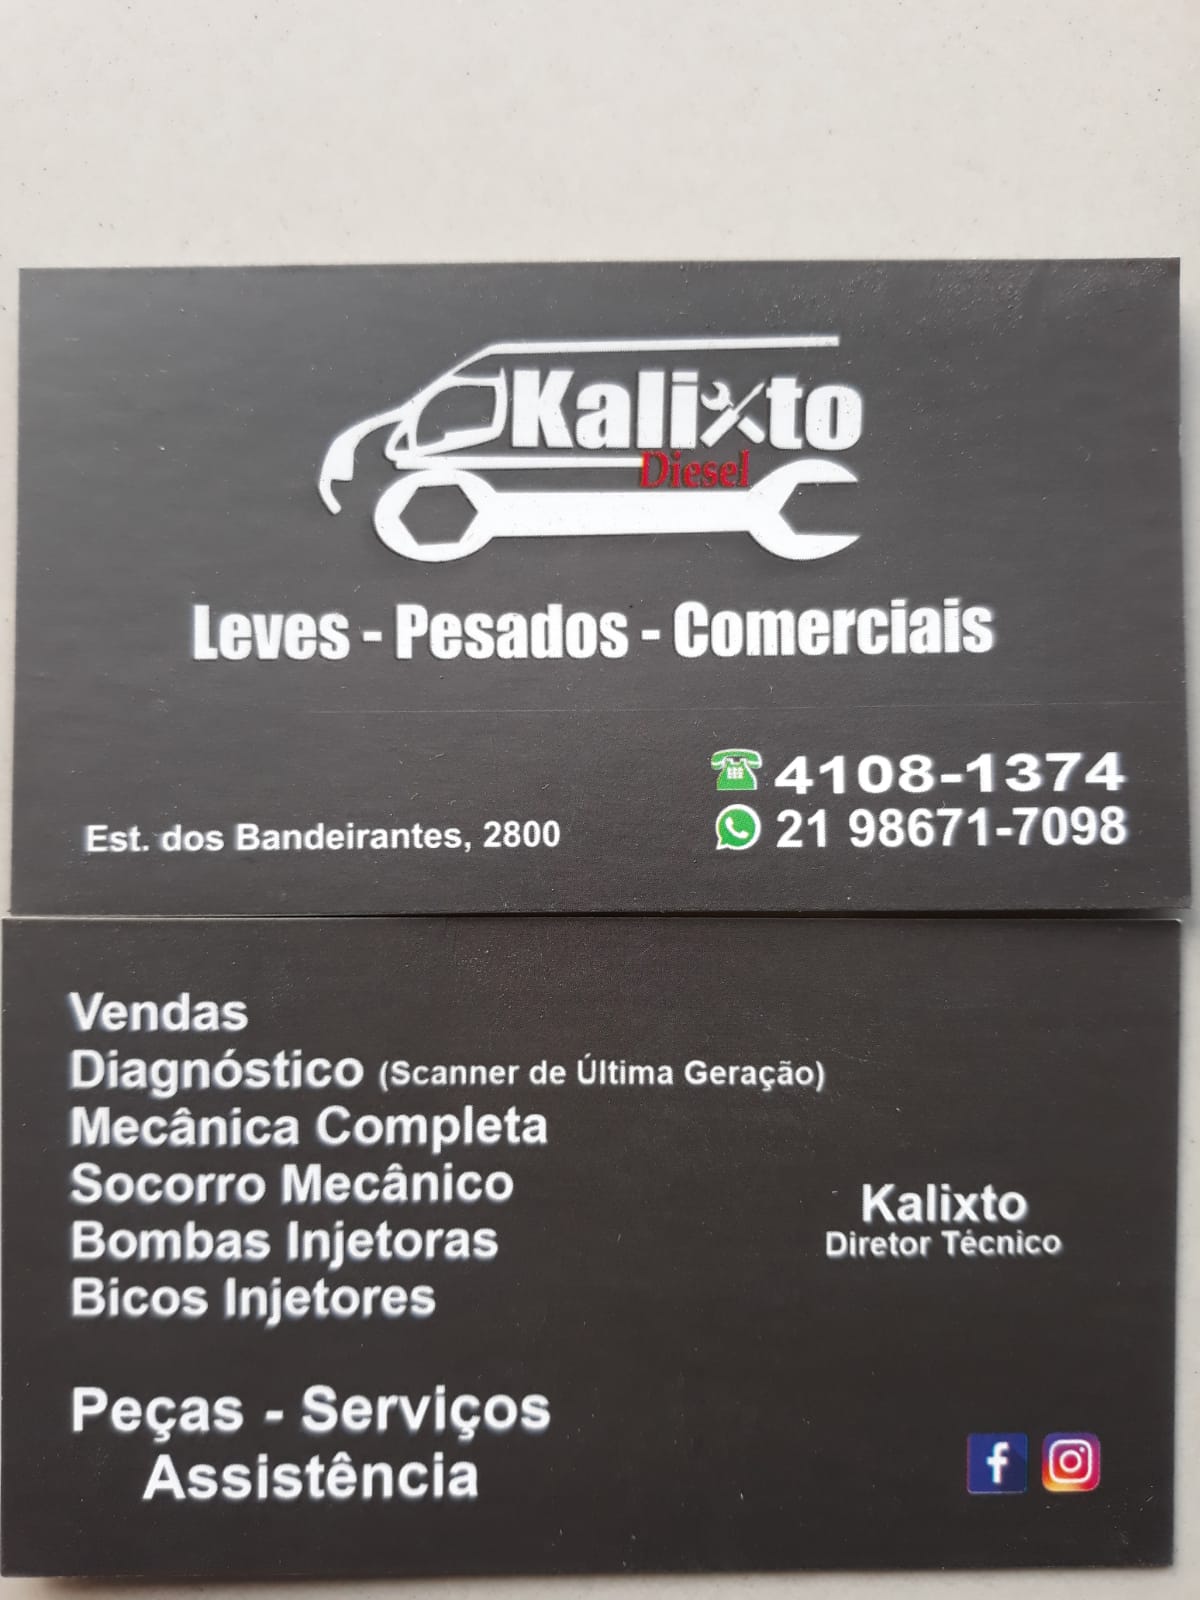 Kalixto
Diesel
Leves - Pesados - Comerciais
4108-1374
Est. dos Bandeirantes, 2800
21 98671-7098
Vendas
Diagnóstico (Scanner de Última Geração)
Mecânica Completa
Socorro Mecânico
Bombas Injetoras
Bicos Injetores
Kalixto
Diretor Técnico
Peças - Serviços
Assistência